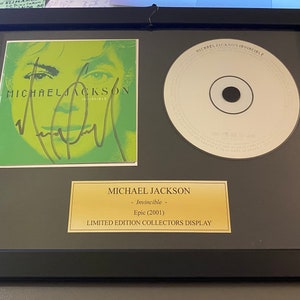 MICHAEL JACKSON
INVINCIBLE
MICHAEL JACKSON INVINCIBLE
MICHAEL JACKSON
- Invincible -
Epic (2001)
LIMITED EDITION COLLECTORS DISPLAY